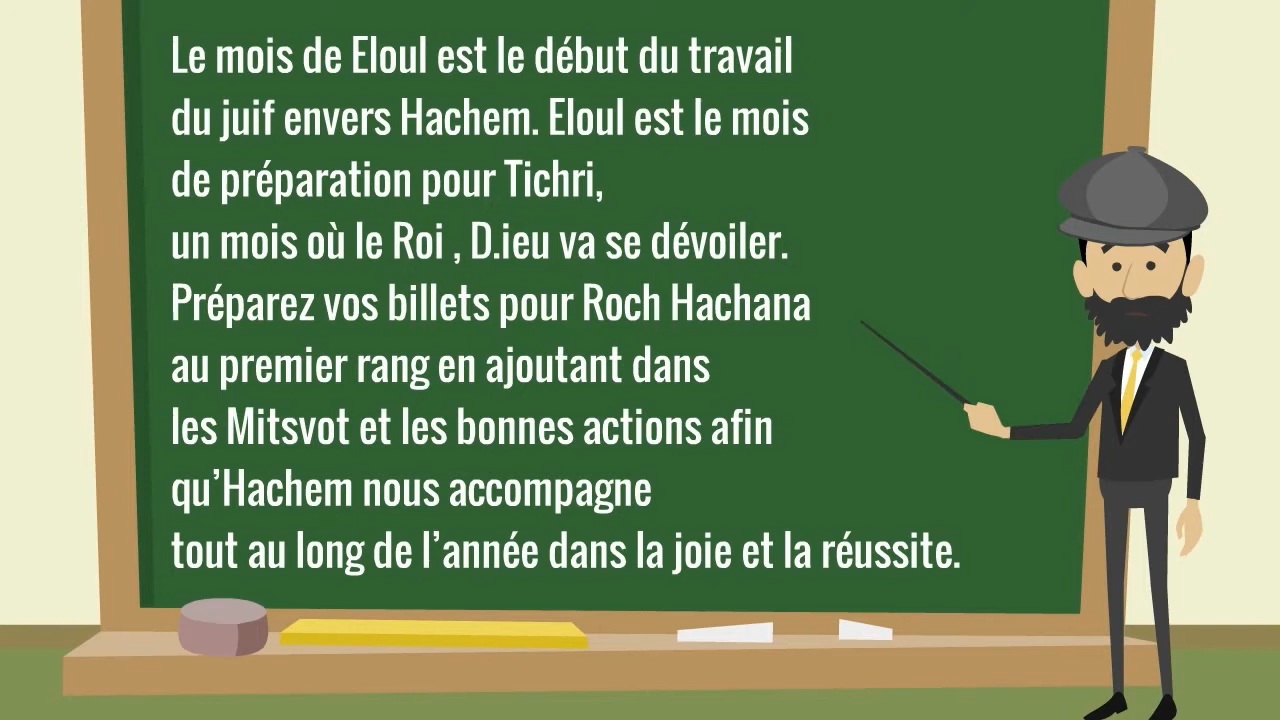 Le mois de Eloul est le début du travail
du juif envers Hachem. Eloul est le mois
de préparation pour Tichri,
un mois où le Roi , D.ieu va se dévoiler.
Préparez vos billets pour Roch Hachana
au premier rang en ajoutant dans
les Mitsvot et les bonnes actions afin
qu’Hachem nous accompagne
tout au long de l’année dans la joie et la réussite.